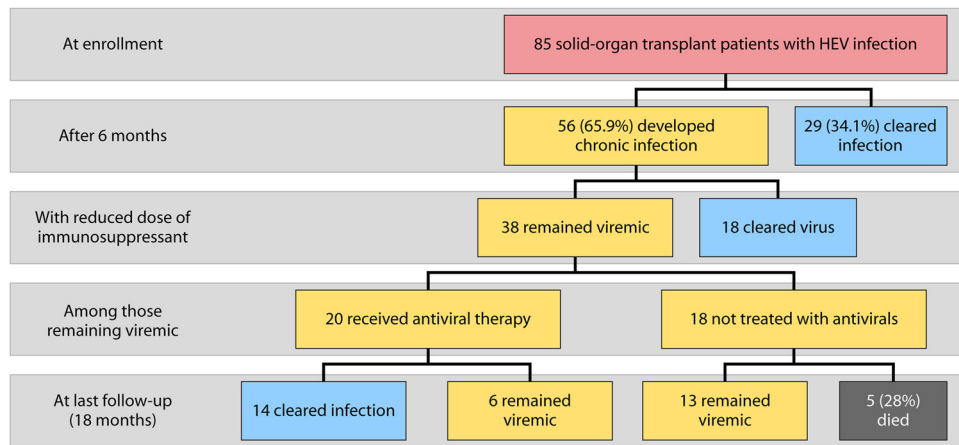 At enrollment
85 solid-organ transplant patients with HEV infection
After 6 months
56 (65.9%) developed
chronic infection
29 (34.1%) cleared
infection
With reduced dose of
immunosuppressant
38 remained viremic
18 cleared virus
Among those
remaining viremic
20 received antiviral therapy
18 not treated with antivirals
At last follow-up
(18 months)
14 cleared infection
6 remained
viremic
13 remained
viremic
5 (28%)
died